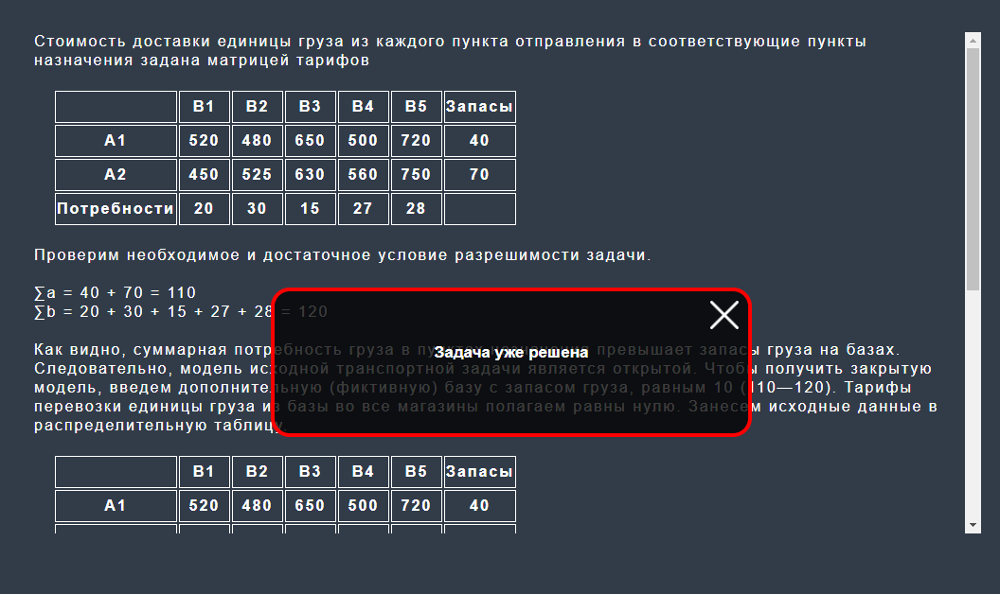 Стоимость доставки единицы груза из каждого пункта отправления в соответствующие пункты
назначения задана матрицей тарифов
B1 B2 B3 B4 B5 Запасы
A1 520 480 650 500 720 40
A2 450 525 630 560 750 70
Потребности 20 30 15 27 28
Проверим необходимое и достаточное условие разрешимости задачи.
∑a = 40 + 70 = 110
∑b = 20 + 30 + 15 + 27 + 28 = 120
Как видно, суммарная потребность груза в пунктах назначения превышает запасы груза на базах.
Задача уже решена
Следовательно, модель исходной транспортной задачи является открытой. Чтобы получить закрытую
модель, введем дополнительную (фиктивную) базу с запасом груза, равным 10 (110—120). Тарифы
перевозки единицы груза из базы во все магазины полагаем равны нулю. Занесем исходные данные в
распределительную таблицу.
B1 B2 B3 B4 B5 Запасы
A1 520 480 650 500 720 40